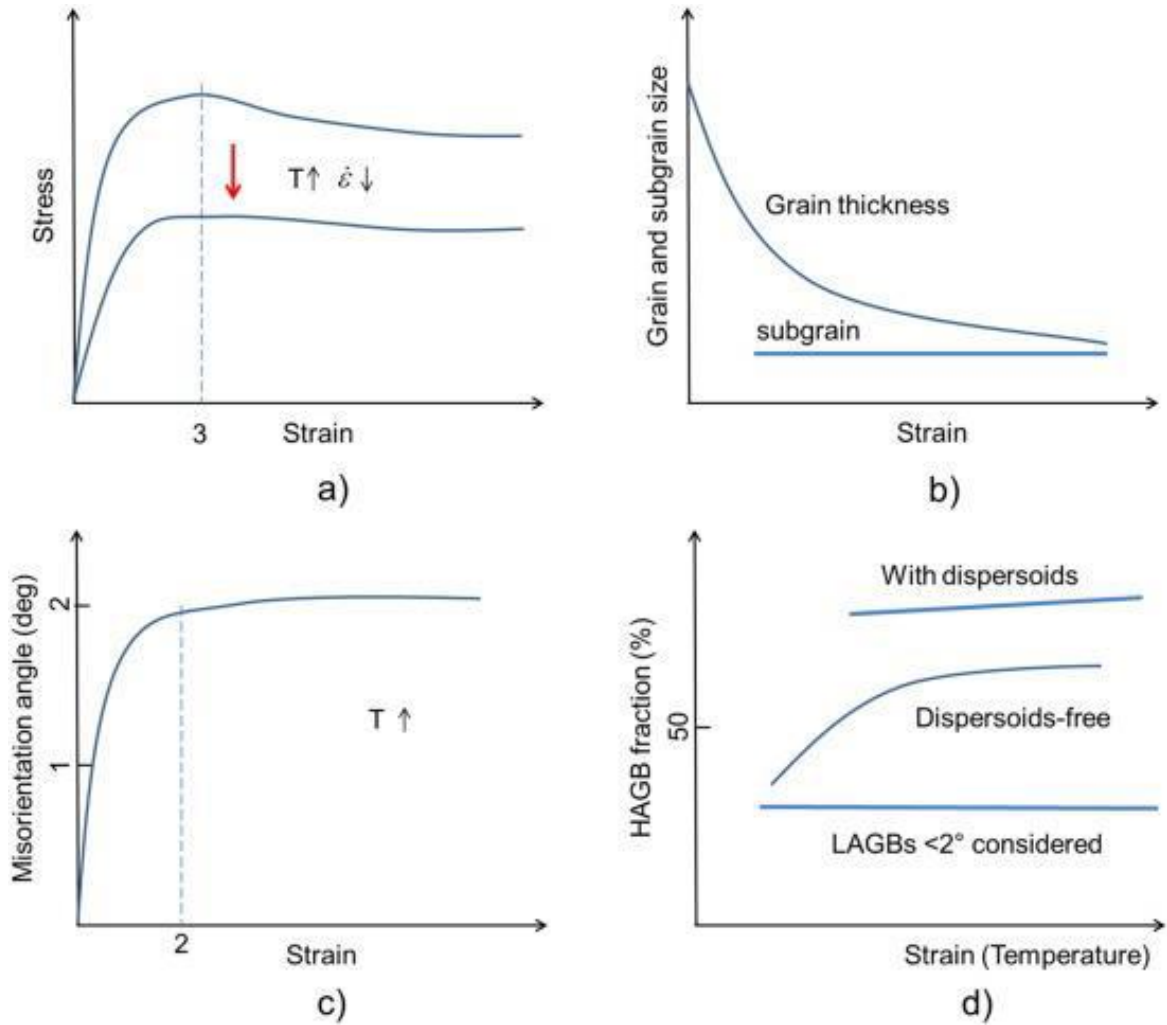 Stress
T↑ ε̇↓
3
Strain
a)
Grain and subgrain size
Grain thickness
subgrain
Strain
b)
Misorientation angle (deg)
2
1
T ↑
2
Strain
c)
HAGB fraction (%)
50
With dispersoids
Dispersoids-free
LAGBs <2° considered
Strain (Temperature)
d)